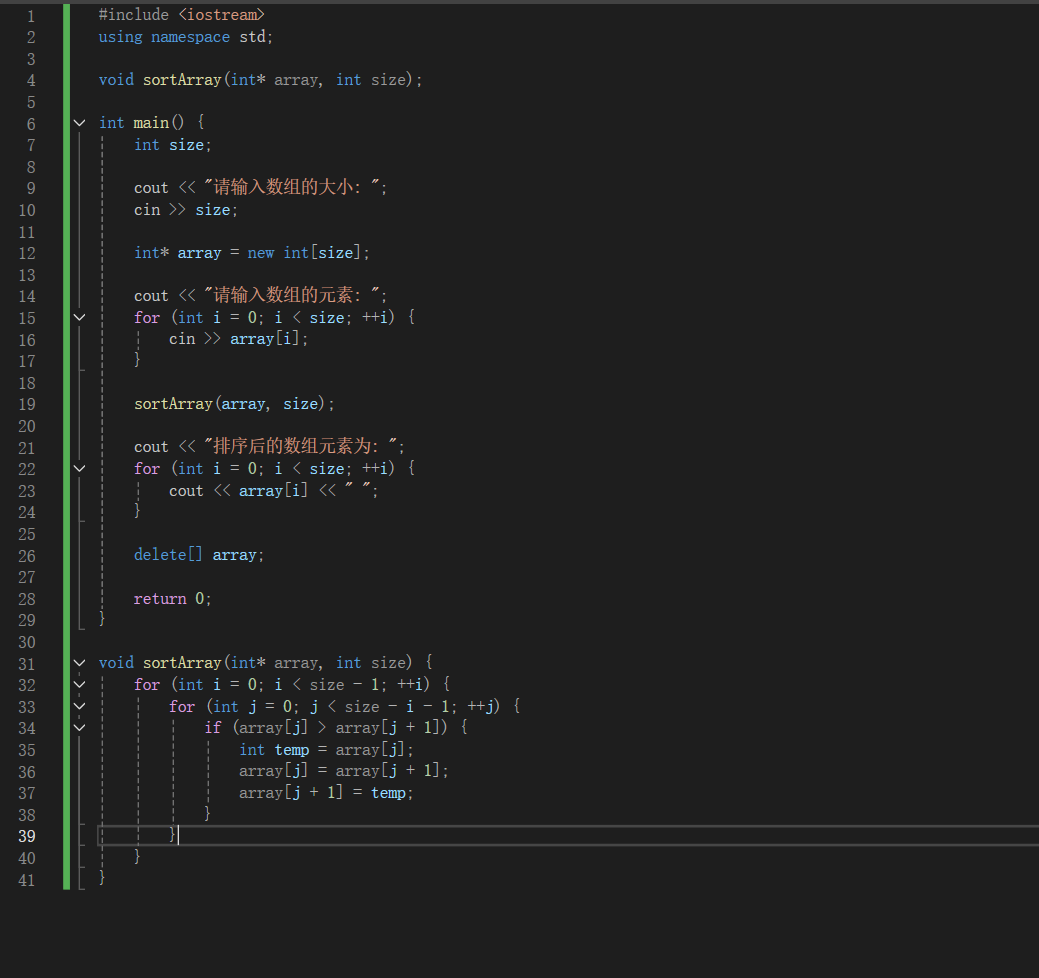 1 #include <iostream>
2 using namespace std;
3
4 void sortArray(int* array, int size);
5
6 int main() {
7 int size;
8
9 cout << "请输入数组的大小: ";
10 cin >> size;
11
12 int* array = new int[size];
13
14 cout << "请输入数组的元素: ";
15 for (int i = 0; i < size; ++i) {
16 cin >> array[i];
17 }
18
19 sortArray(array, size);
20
21 cout << "排序后的数组元素为: ";
22 for (int i = 0; i < size; ++i) {
23 cout << array[i] << " ";
24 }
25
26 delete[] array;
27
28 return 0;
29 }
30
31 void sortArray(int* array, int size) {
32 for (int i = 0; i < size - 1; ++i) {
33 for (int j = 0; j < size - i - 1; ++j) {
34 if (array[j] > array[j + 1]) {
35 int temp = array[j];
36 array[j] = array[j + 1];
37 array[j + 1] = temp;
38 }
39 }
40 }
41 }